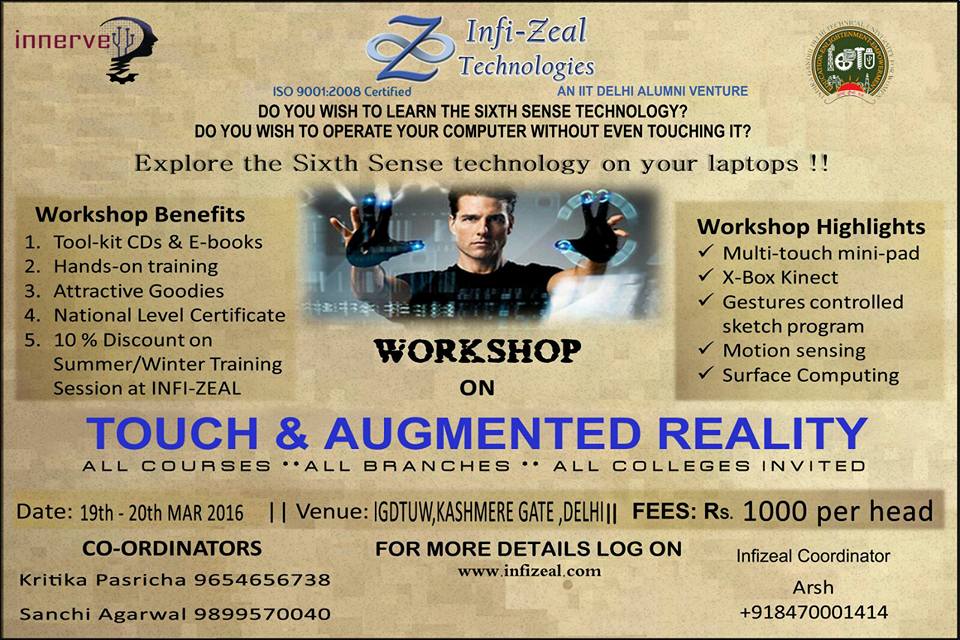 innerve
Infi-Zeal
Technologies
ISO 9001:2008 Certified
AN IIT DELHI ALUMNI VENTURE
DO YOU WISH TO LEARN THE SIXTH SENSE TECHNOLOGY?
DO YOU WISH TO OPERATE YOUR COMPUTER WITHOUT EVEN TOUCHING IT?
Explore the Sixth Sense technology on your laptops !!
Workshop Benefits
1. Tool-kit CDs & E-books
2. Hands-on training
3. Attractive Goodies
4. National Level Certificate
5. 10 % Discount on
Summer/Winter Training
Session at INFI-ZEAL
Workshop Highlights
✓ Multi-touch mini-pad
✓ X-Box Kinect
✓ Gestures controlled
sketch program
✓ Motion sensing
✓ Surface Computing
WORKSHOP
ON
TOUCH & AUGMENTED REALITY
ALL COURSES ••ALL BRANCHES •• ALL COLLEGES INVITED
Date: 19th - 20th MAR 2016 || Venue: IGDTUW,KASHMERE GATE ,DELHI|| FEES: Rs. 1000 per head
CO-ORDINATORS
Kritika Pasricha 9654656738
Sanchi Agarwal 9899570040
FOR MORE DETAILS LOG ON
www.infizeal.com
Infizeal Coordinator
Arsh
+918470001414